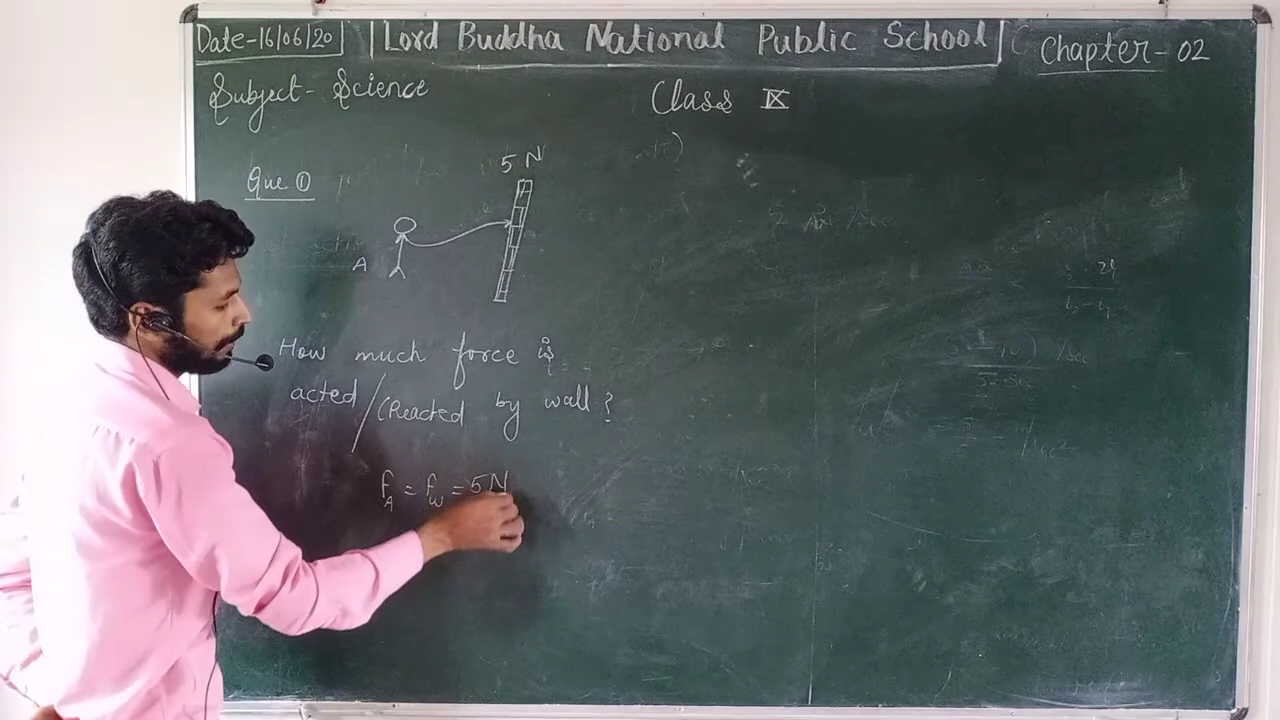 Date-16/06/20
Lord Buddha National Public School
Chapter-02
Subject- Science
Class IX
Que ①
5 N
A
How much force is
acted/(Reacted by wall ?
f_A = f_w = 5N